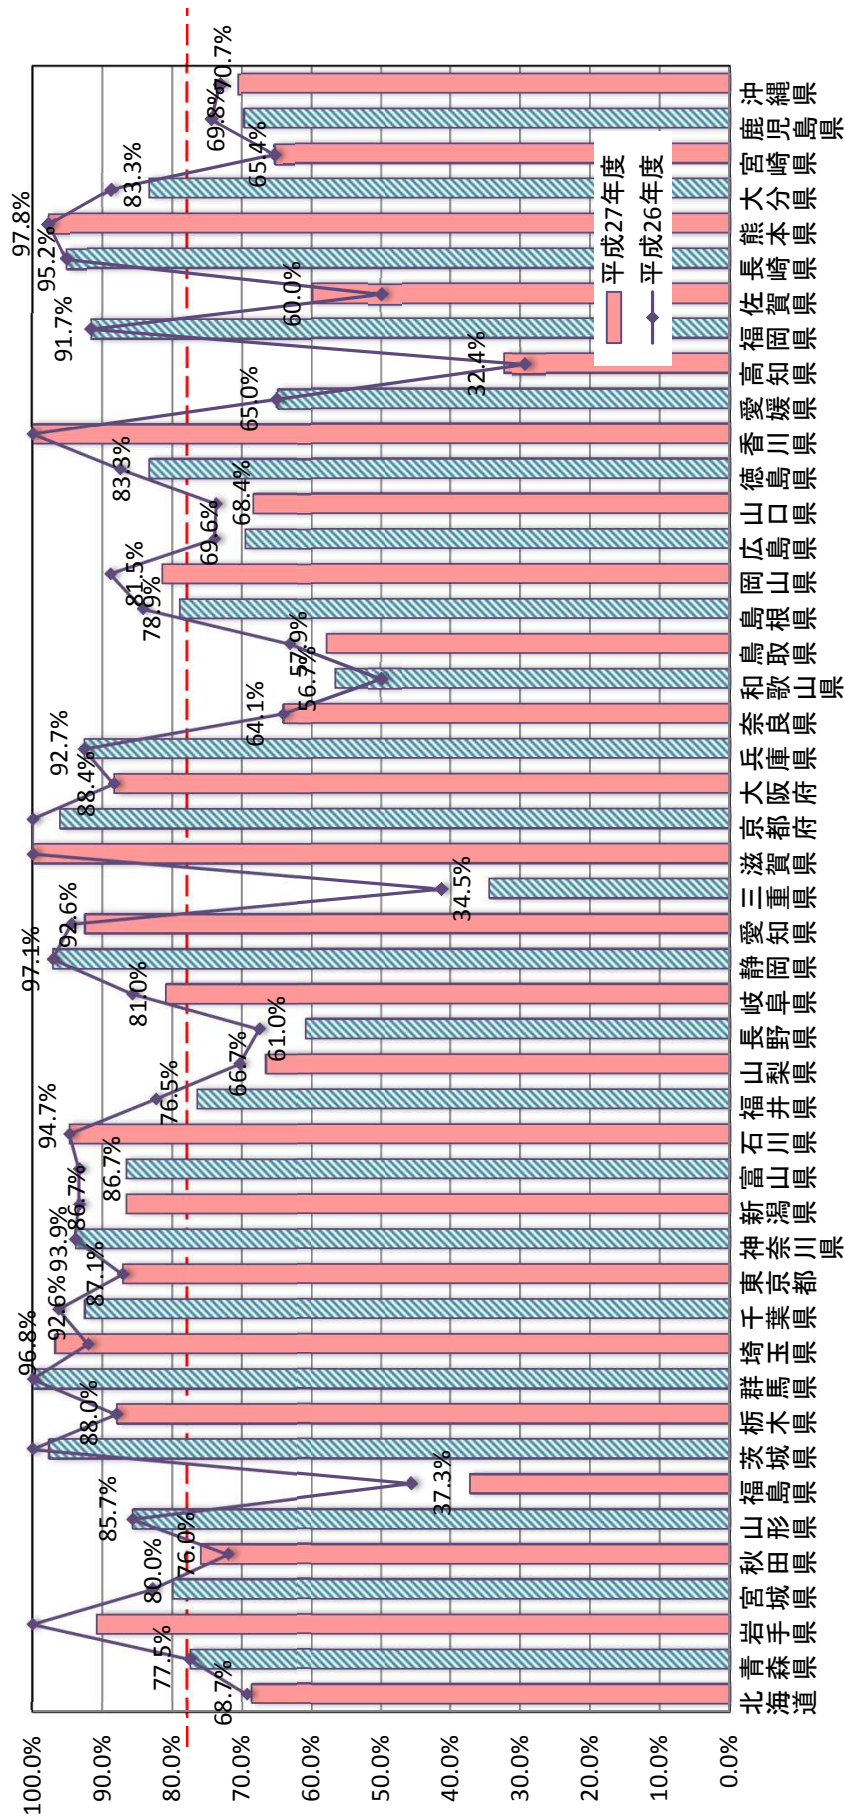 100.0%
90.0%
80.0%
70.0%
60.0%
50.0%
40.0%
30.0%
20.0%
10.0%
0.0%
68.7%
77.5%
80.0%
76.0%
85.7%
37.3%
88.0%
96.8%
92.6%
87.1%
93.9%
86.7%
86.7%
94.7%
76.5%
66.7%
61.0%
81.0%
97.1%
92.6%
34.5%
88.4%
92.7%
64.1%
56.7%
57.9%
78.9%
81.5%
69.6%
68.4%
83.3%
65.0%
32.4%
91.7%
60.0%
95.2%
97.8%
83.3%
65.4%
69.8%
70.7%
平成27年度
平成26年度
北海道
青森県
岩手県
宮城県
秋田県
山形県
福島県
茨城県
栃木県
群馬県
埼玉県
千葉県
東京都
神奈川県
新潟県
富山県
石川県
福井県
山梨県
長野県
岐阜県
静岡県
愛知県
三重県
滋賀県
京都府
大阪府
兵庫県
奈良県
和歌山県
鳥取県
島根県
岡山県
広島県
山口県
徳島県
香川県
愛媛県
高知県
福岡県
佐賀県
長崎県
熊本県
大分県
宮崎県
鹿児島県
沖縄県